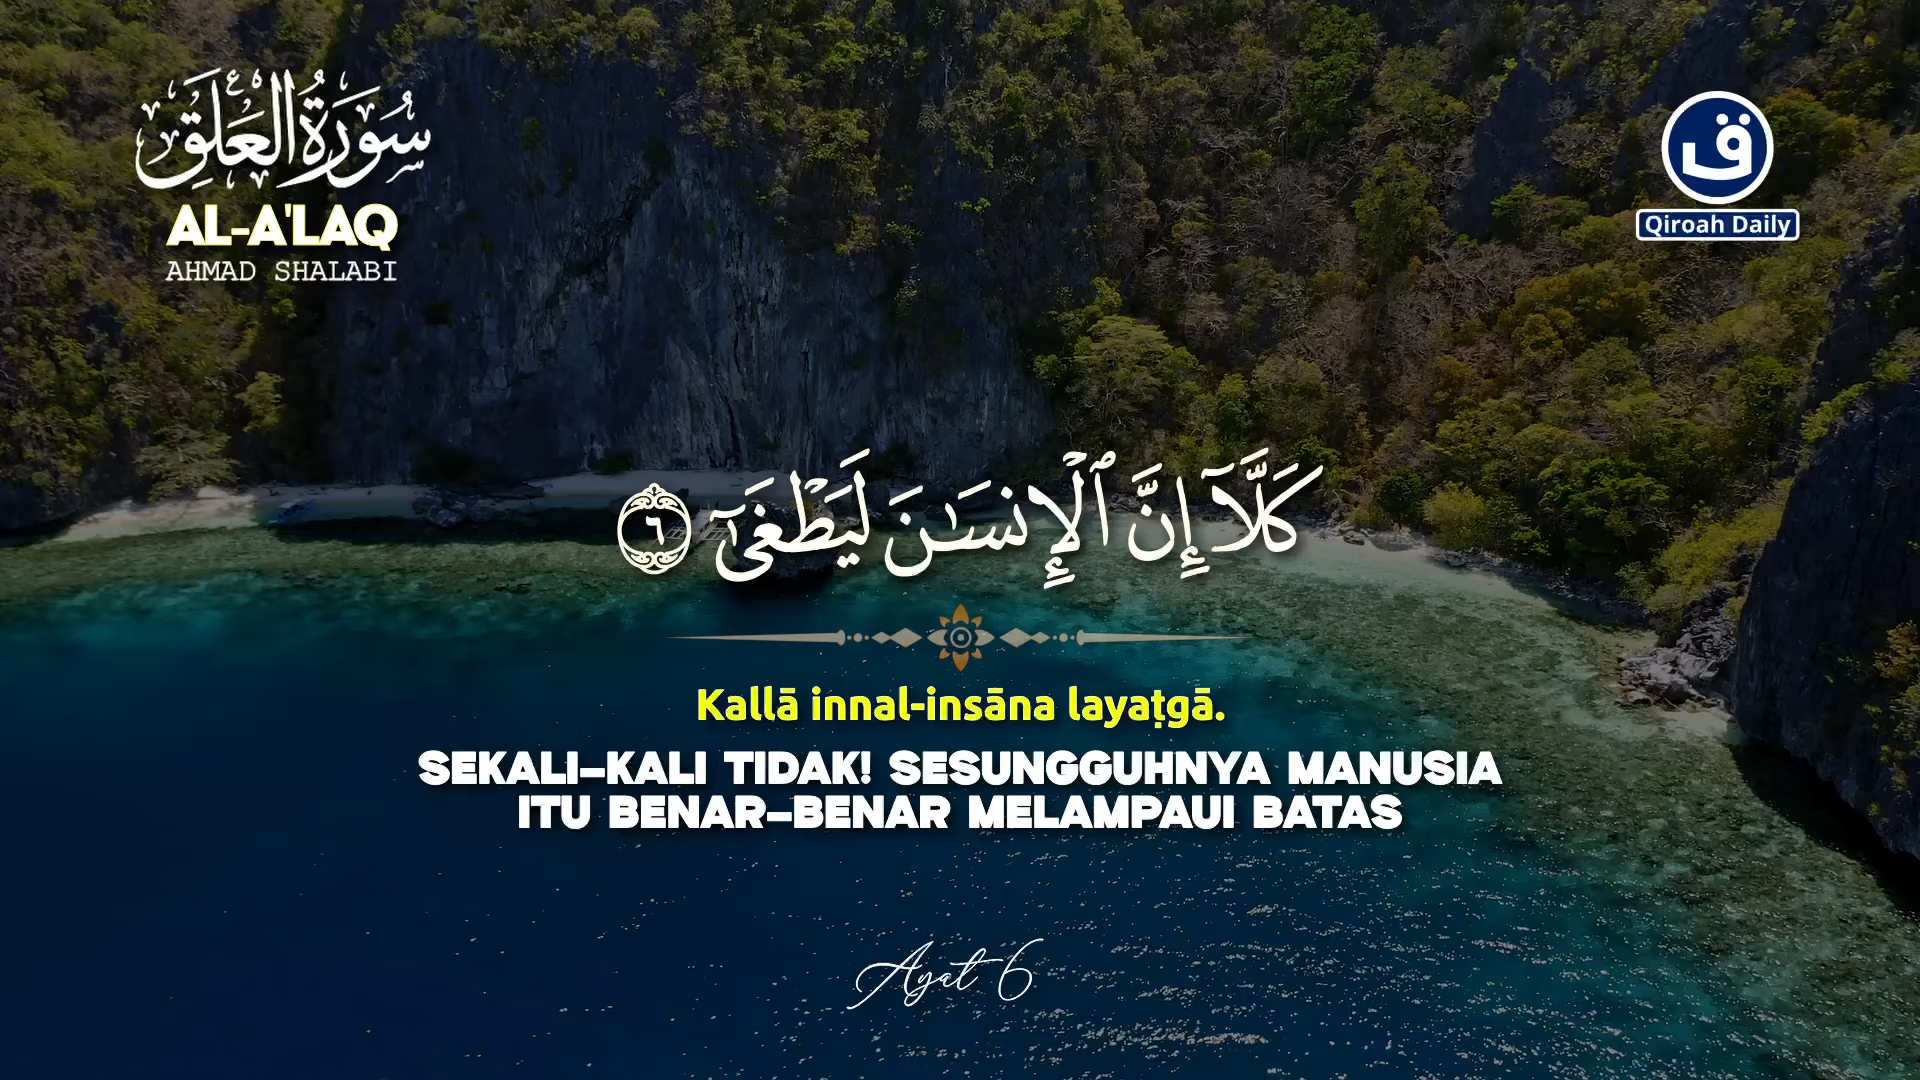 سُورَةُ العَلَقِ
AL-A'LAQ
AHMAD SHALABI
ق
Qiroah Daily
كَلَّآ إِنَّ ٱلْإِنسَـٰنَ لَيَطْغَىٰٓ ٦
Kallā innal-insāna layaṭgā.
SEKALI-KALI TIDAK! SESUNGGUHNYA MANUSIA
ITU BENAR-BENAR MELAMPAUI BATAS
Ayat 6